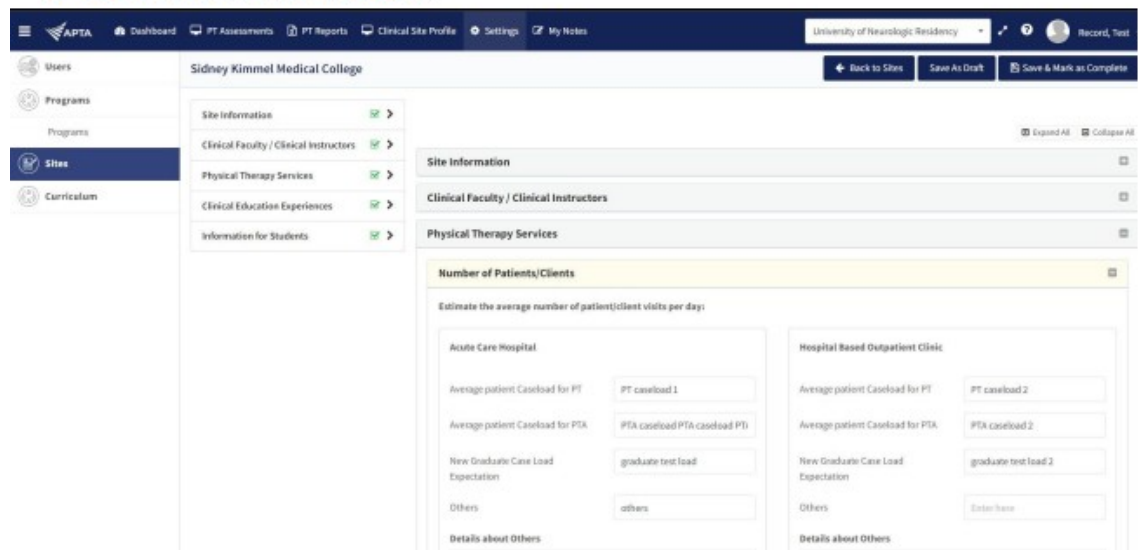 APTA Dashboard PT Assessments PT Reports Clinical Site Profile Settings My Notes University of Neurologic Residency Record, Test
Users
Programs
Programs
Sites
Curriculum
Sidney Kimmel Medical College
Back to Sites Save As Draft Save & Mark as Complete
Site Information
Clinical Faculty / Clinical Instructors
Physical Therapy Services
Clinical Education Experiences
Information for Students
Expand All Collapse All
Site Information
Clinical Faculty / Clinical Instructors
Physical Therapy Services
Number of Patients/Clients
Estimate the average number of patient/client visits per day:
Acute Care Hospital
Average patient Caseload for PT PT caseload 1
Average patient Caseload for PTA PTA caseload PTA caseload PT
New Graduate Case Load
Expectation
graduate test load
Others others
Details about Others
Hospital Based Outpatient Clinic
Average patient Caseload for PT PT caseload 2
Average patient Caseload for PTA PTA caseload 2
New Graduate Case Load
Expectation
graduate test load 2
Others Enter here
Details about Others